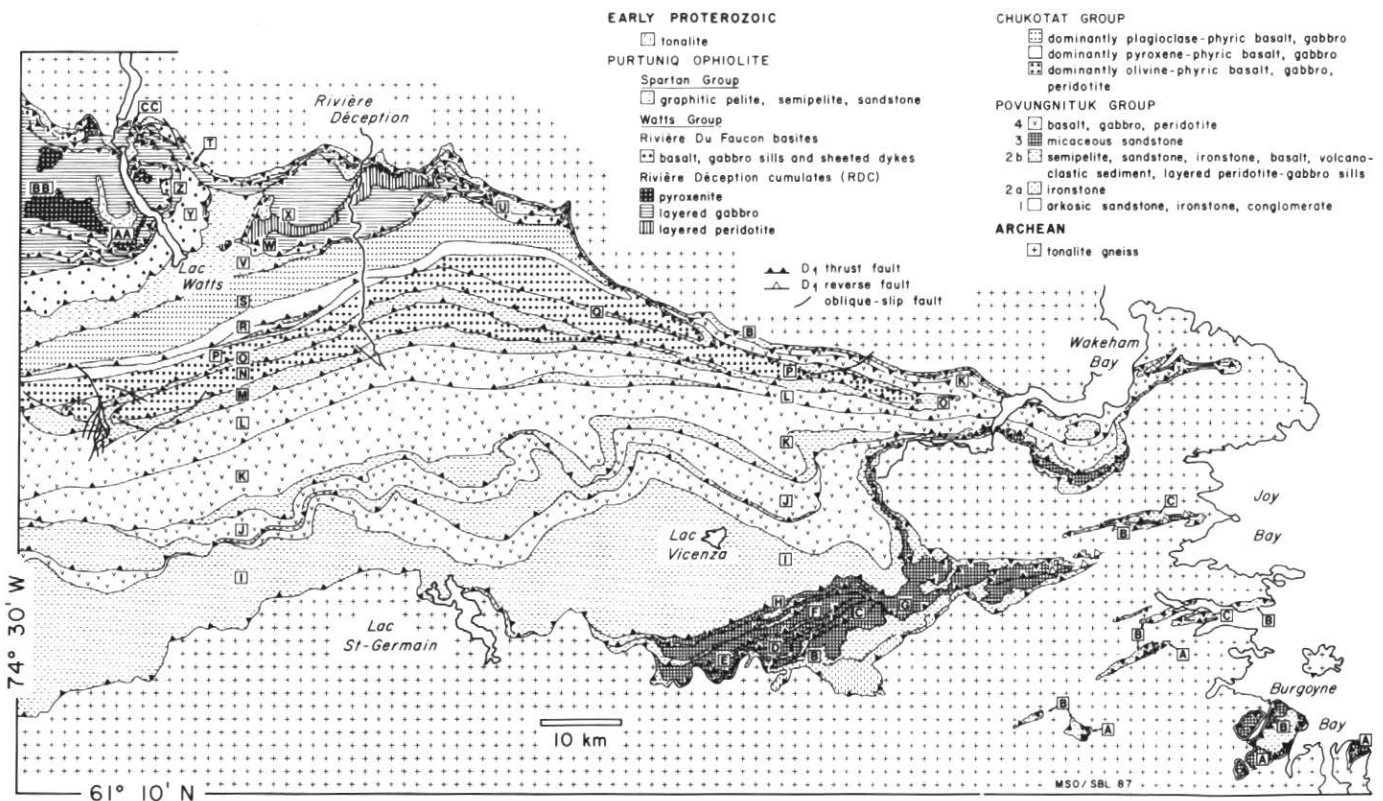 EARLY PROTEROZOIC
tonalite
PURTUNIQ OPHIOLITE
Spartan Group
graphitic pelite, semipelite, sandstone
Watts Group
Rivière Du Faucon basites
basalt, gabbro sills and sheeted dykes
Rivière Déception cumulates (RDC)
pyroxenite
layered gabbro
layered peridotite
CHUKOTAT GROUP
dominantly plagioclase-phyric basalt, gabbro
dominantly pyroxene-phyric basalt, gabbro
dominantly olivine-phyric basalt, gabbro,
peridotite
POVUNGNITUK GROUP
4 basalt, gabbro, peridotite
3 micaceous sandstone
2b semipelite, sandstone, ironstone, basalt, volcano-
clastic sediment, layered peridotite-gabbro sills
2a ironstone
1 arkosic sandstone, ironstone, conglomerate
ARCHEAN
tonalite gneiss
D1 thrust fault
D1 reverse fault
oblique-slip fault
CC
Rivière
Déception
T
BB
Z
Y
X
U
AA
W
V
Lac
Watts
S
R
Q
B
P
O
N
P
K
Wakeham
Bay
M
L
O
L
K
K
J
J
C
B
Joy
Bay
Lac
Vicenza
I
I
H
F
C
G
E
D
B
Lac
St-Germain
C
B
B
A
B
A
Burgoyne
Bay
B
A
A
10 km
74° 30' W
61° 10' N
MSO/SBL 87